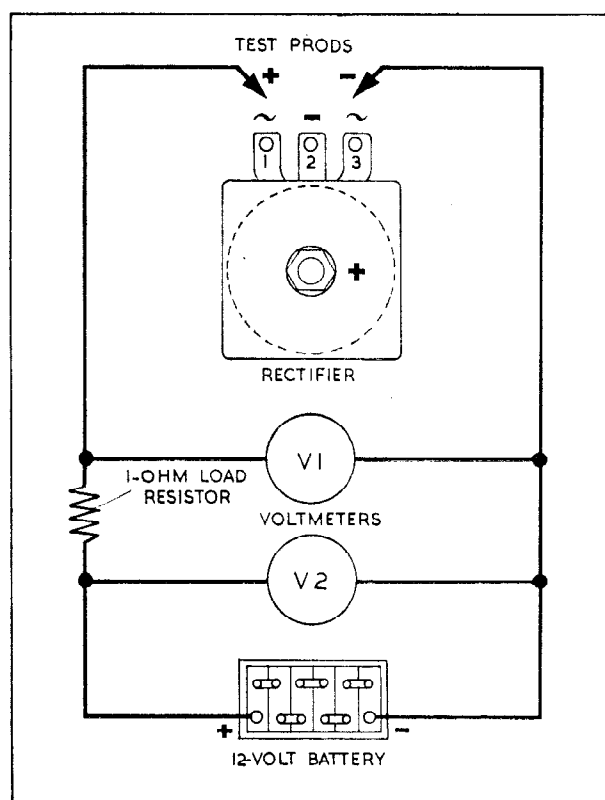 TEST PRODS
+ −
~ − ~
1 2 3
+
RECTIFIER
V1
1-OHM LOAD
RESISTOR
VOLTMETERS
V2
+ −
12-VOLT BATTERY